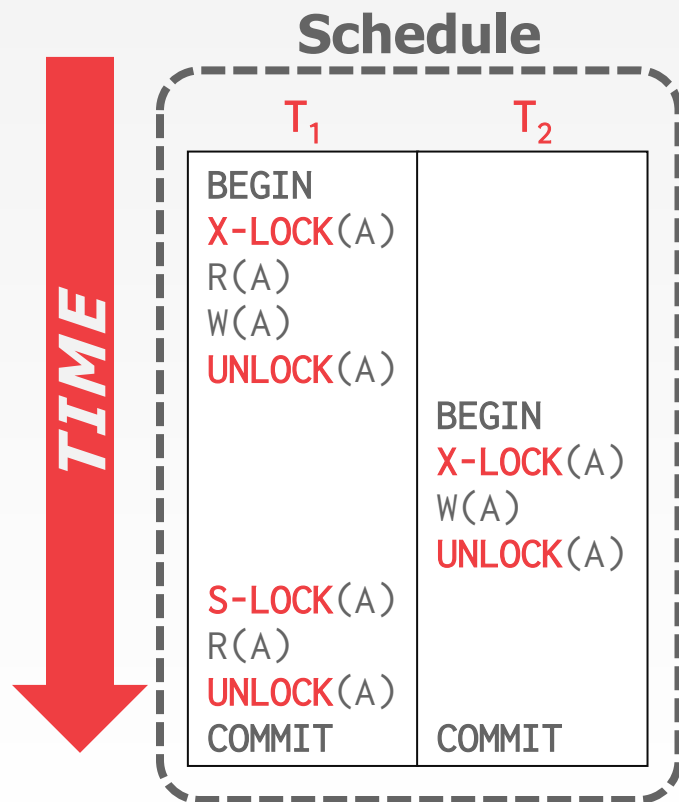 Schedule
TIME
T₁ T₂
BEGIN
X-LOCK(A)
R(A)
W(A)
UNLOCK(A)
BEGIN
X-LOCK(A)
W(A)
UNLOCK(A)
S-LOCK(A)
R(A)
UNLOCK(A)
COMMIT COMMIT